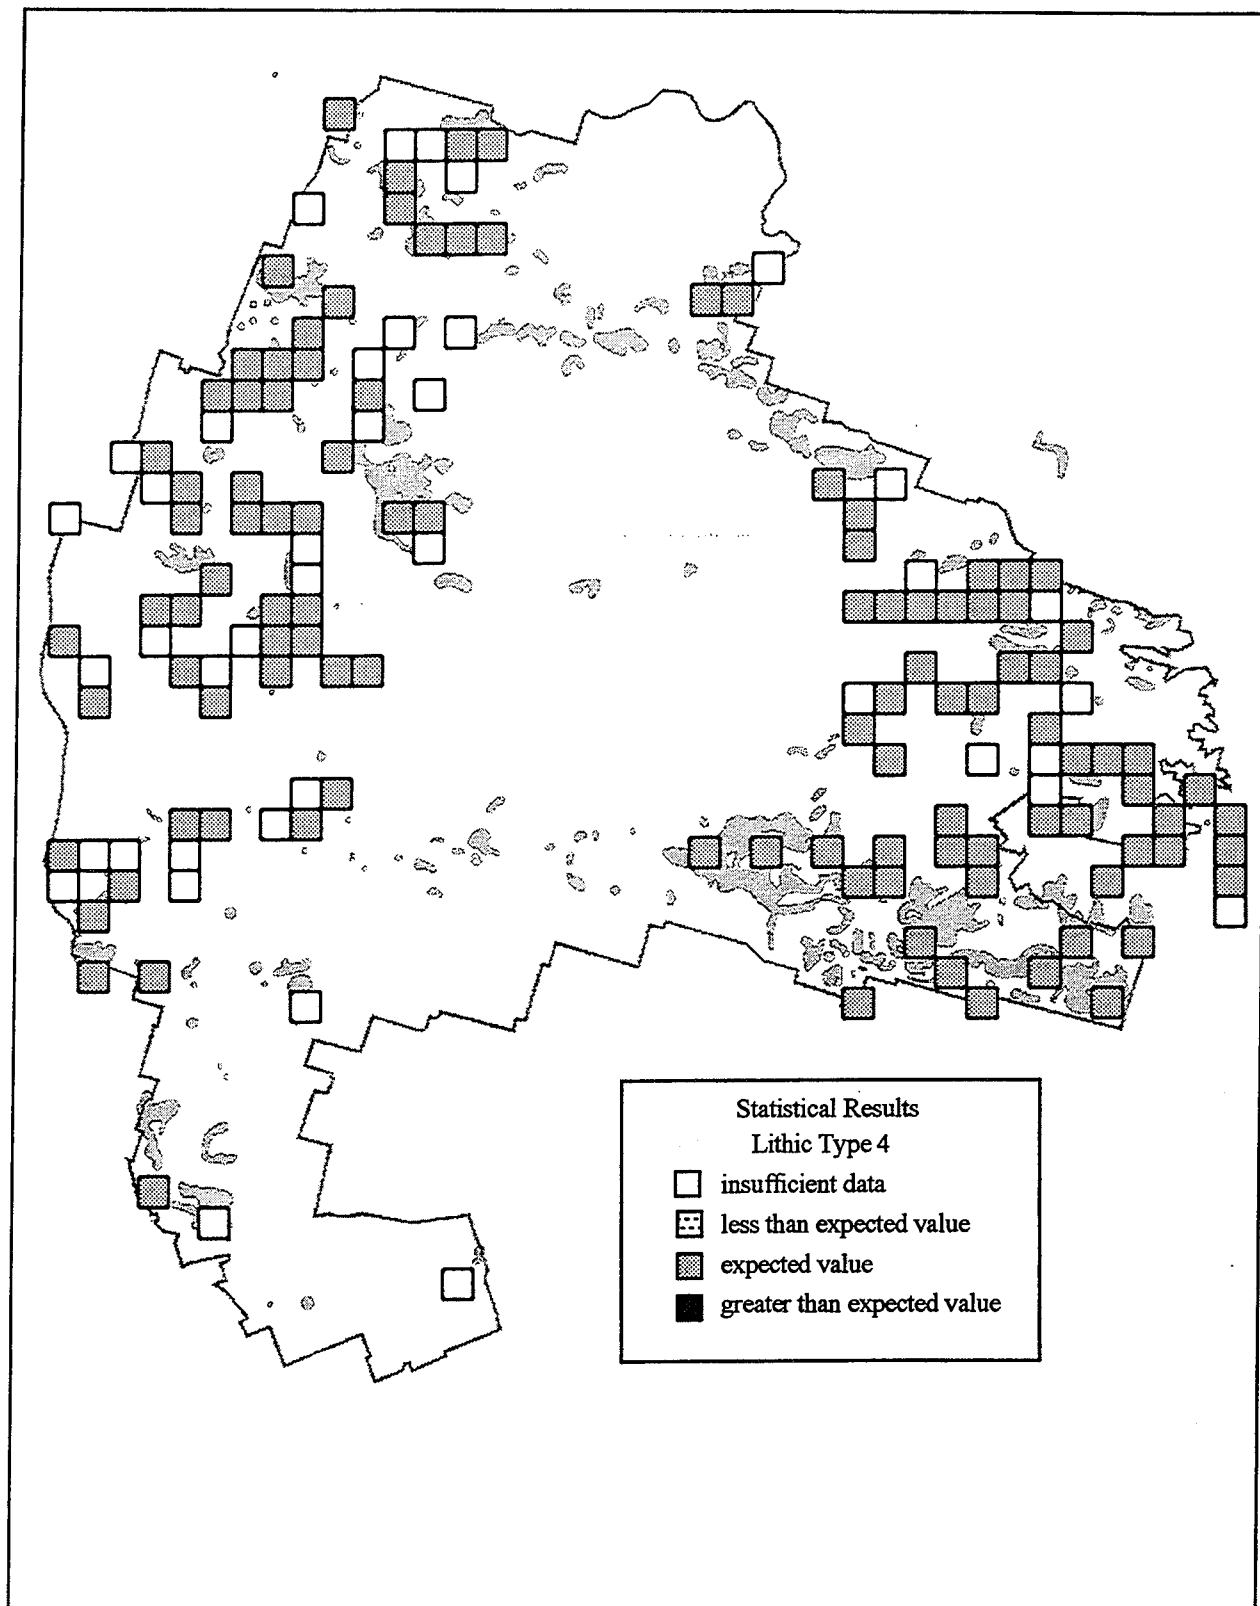 Statistical Results
Lithic Type 4
insufficient data
less than expected value
expected value
greater than expected value